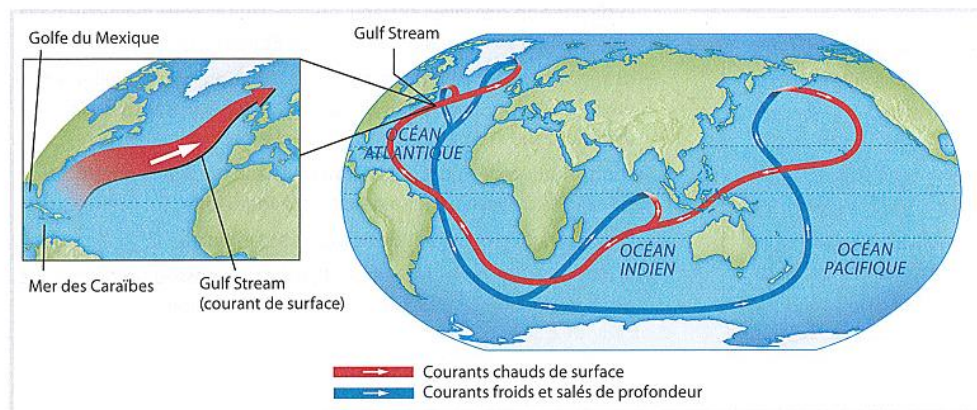 Golfe du Mexique
Gulf Stream
Mer des Caraïbes
Gulf Stream
(courant de surface)
OCÉAN
ATLANTIQUE
OCÉAN
INDIEN
OCÉAN
PACIFIQUE
Courants chauds de surface
Courants froids et salés de profondeur